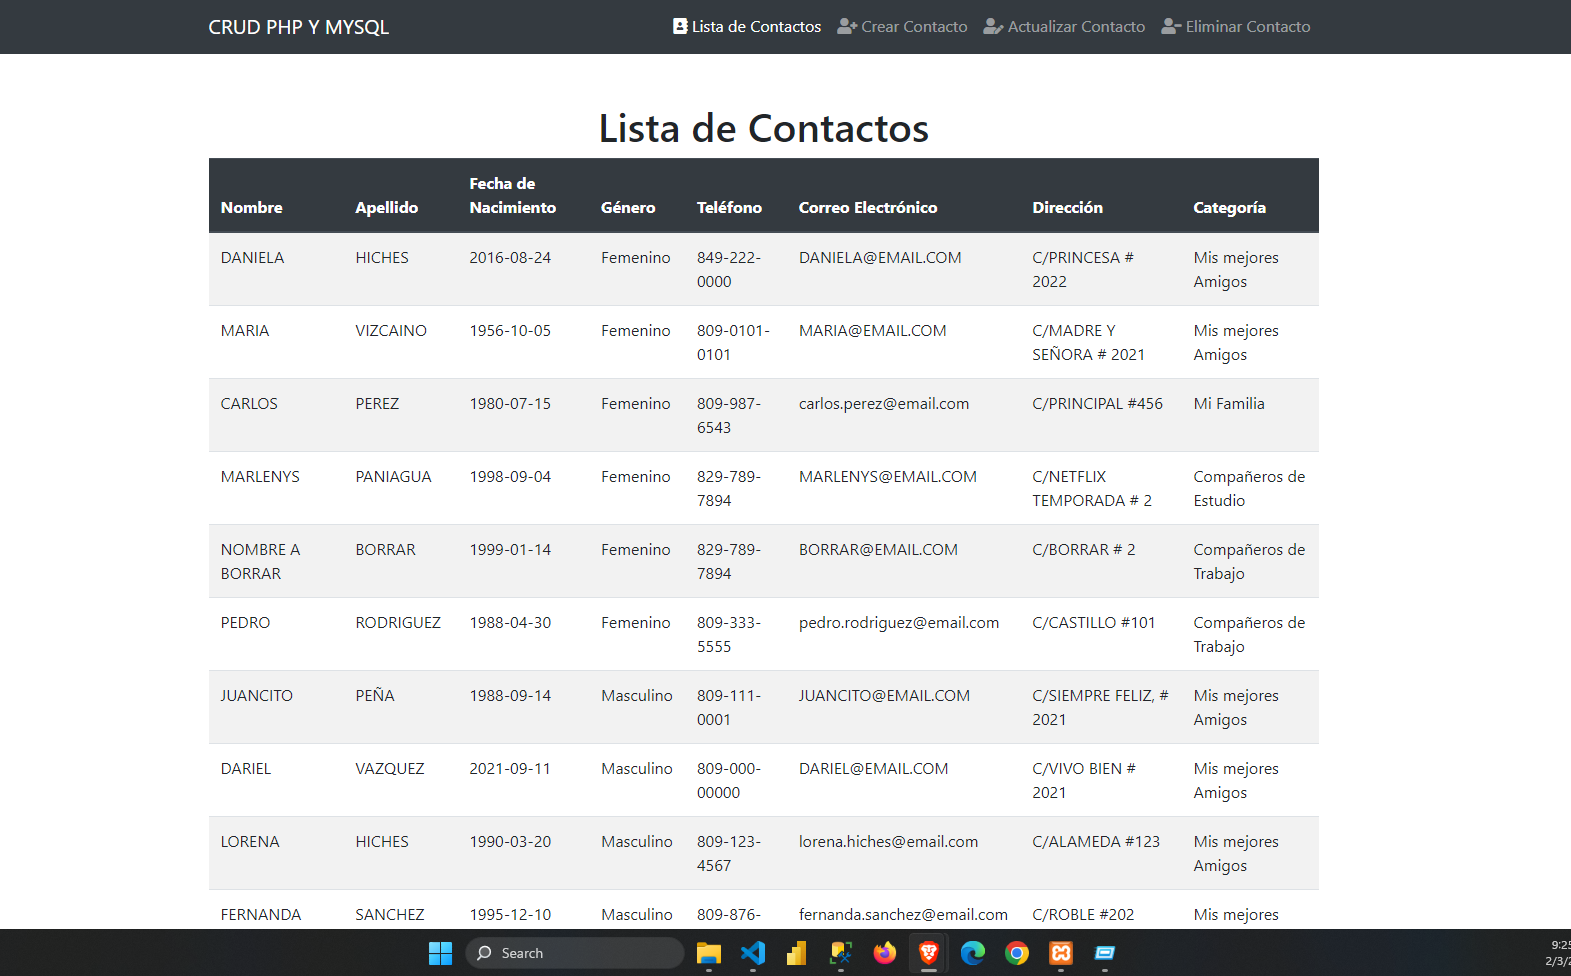 CRUD PHP Y MYSQL
Lista de Contactos
Crear Contacto
Actualizar Contacto
Eliminar Contacto
Lista de Contactos
Nombre Apellido Fecha de Nacimiento Género Teléfono Correo Electrónico Dirección Categoría
DANIELA HICHES 2016-08-24 Femenino 849-222- DANIELA@EMAIL.COM C/PRINCESA # Mis mejores
0000 2022 Amigos
MARIA VIZCAINO 1956-10-05 Femenino 809-0101- MARIA@EMAIL.COM C/MADRE Y Mis mejores
0101 SEÑORA # 2021 Amigos
CARLOS PEREZ 1980-07-15 Femenino 809-987- carlos.perez@email.com C/PRINCIPAL #456 Mi Familia
6543
MARLENYS PANIAGUA 1998-09-04 Femenino 829-789- MARLENYS@EMAIL.COM C/NETFLIX Compañeros de
7894 TEMPORADA # 2 Estudio
NOMBRE A BORRAR 1999-01-14 Femenino 829-789- BORRAR@EMAIL.COM C/BORRAR # 2 Compañeros de
BORRAR 7894 Trabajo
PEDRO RODRIGUEZ 1988-04-30 Femenino 809-333- pedro.rodriguez@email.com C/CASTILLO #101 Compañeros de
5555 Trabajo
JUANCITO PEÑA 1988-09-14 Masculino 809-111- JUANCITO@EMAIL.COM C/SIEMPRE FELIZ, # Mis mejores
0001 2021 Amigos
DARIEL VAZQUEZ 2021-09-11 Masculino 809-000- DARIEL@EMAIL.COM C/VIVO BIEN # Mis mejores
00000 2021 Amigos
LORENA HICHES 1990-03-20 Masculino 809-123- lorena.hiches@email.com C/ALAMEDA #123 Mis mejores
4567 Amigos
FERNANDA SANCHEZ 1995-12-10 Masculino 809-876- fernanda.sanchez@email.com C/ROBLE #202 Mis mejores
Search
9:25
2/3/2